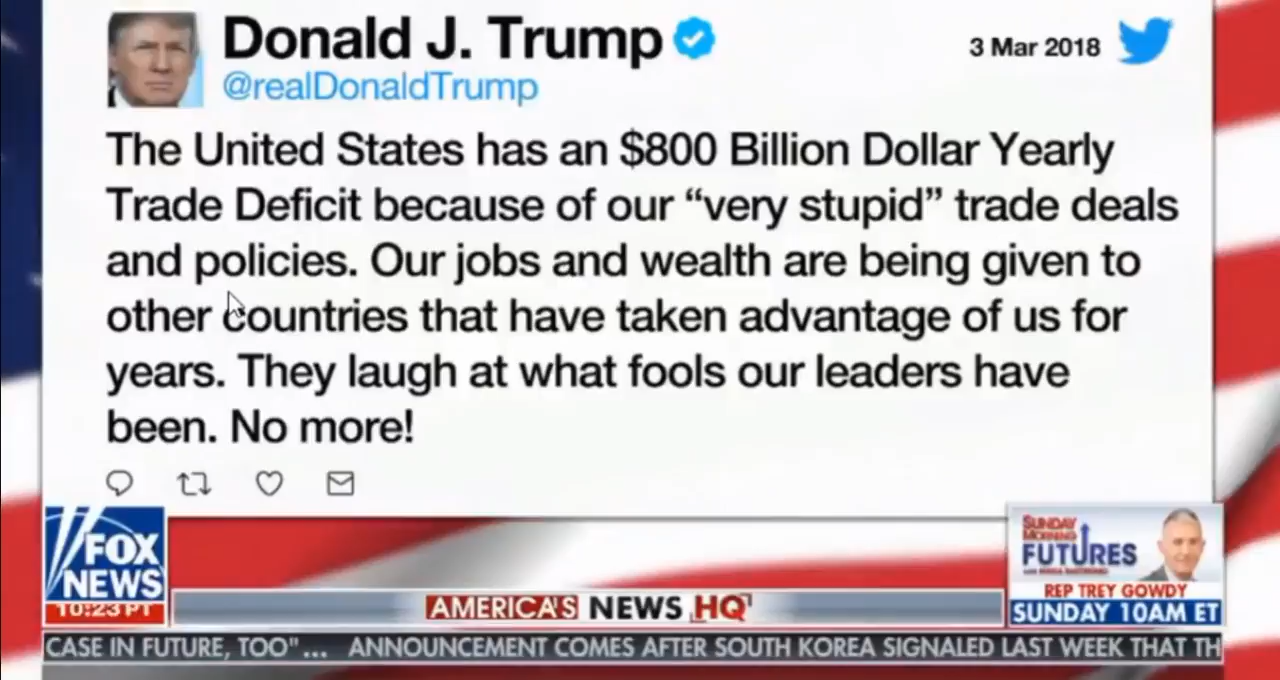 Donald J. Trump
3 Mar 2018
@realDonaldTrump
The United States has an $800 Billion Dollar Yearly
Trade Deficit because of our “very stupid” trade deals
and policies. Our jobs and wealth are being given to
other countries that have taken advantage of us for
years. They laugh at what fools our leaders have
been. No more!
FOX
NEWS
10:23 PT
AMERICA'S NEWS HQ
SUNDAY
MORNING
FUTURES
REP TREY GOWDY
SUNDAY 10AM ET
CASE IN FUTURE, TOO"... ANNOUNCEMENT COMES AFTER SOUTH KOREA SIGNALED LAST WEEK THAT TH